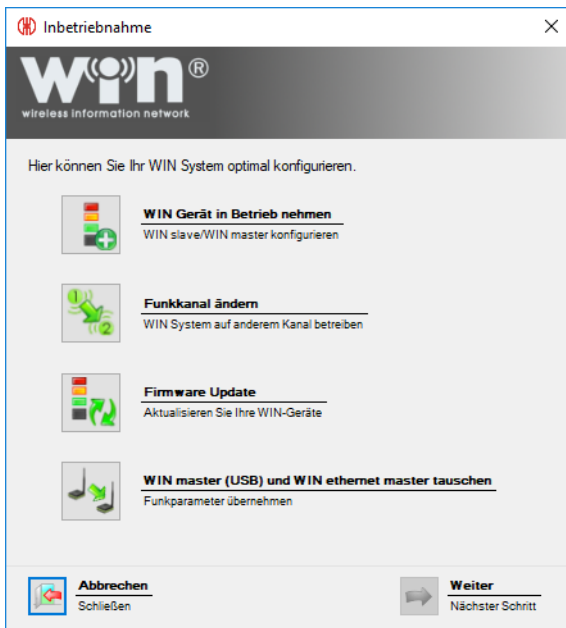 Inbetriebnahme
win®
wireless information network
Hier können Sie Ihr WIN System optimal konfigurieren.
WIN Gerät in Betrieb nehmen
WIN slave/WIN master konfigurieren
1
2
Funkkanal ändern
WIN System auf anderem Kanal betreiben
Firmware Update
Aktualisieren Sie Ihre WIN-Geräte
WIN master (USB) und WIN ethernet master tauschen
Funkparameter übernehmen
Abbrechen
Schließen
Weiter
Nächster Schritt